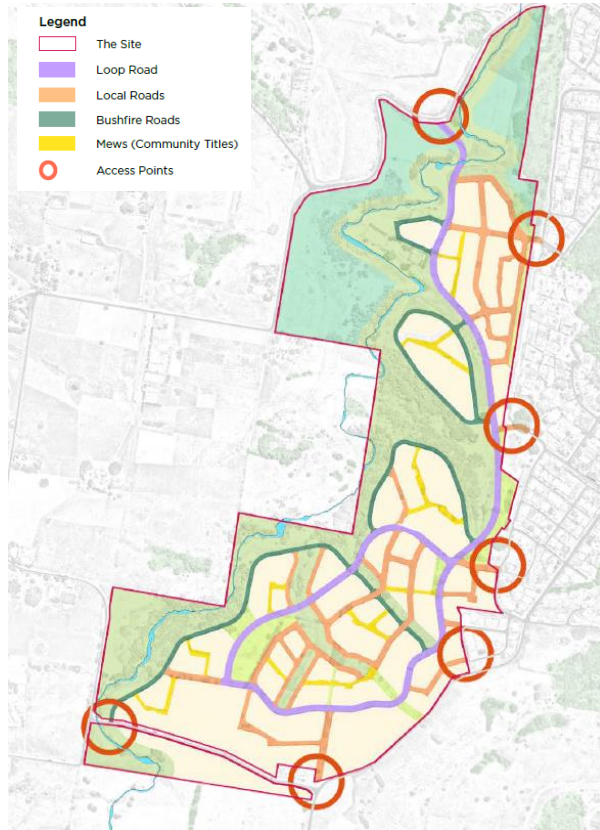 Legend
The Site
Loop Road
Local Roads
Bushfire Roads
Mews (Community Titles)
Access Points